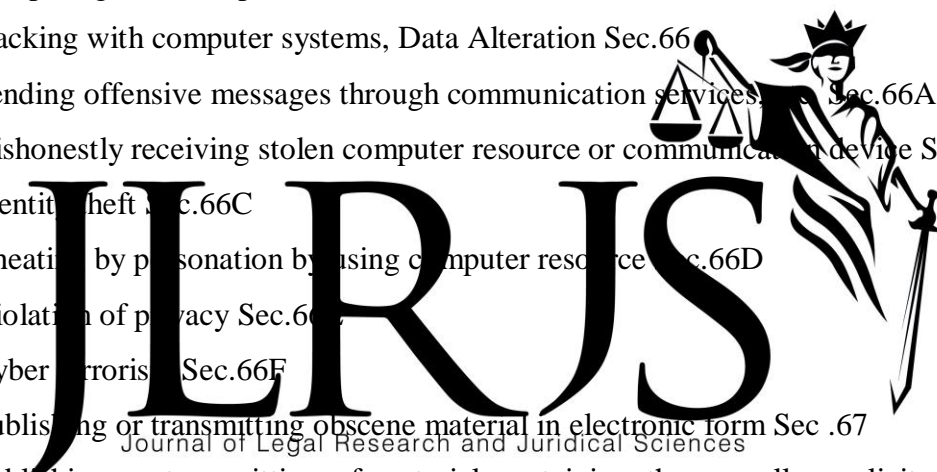 acking with computer systems, Data Alteration Sec.66
ending offensive messages through communication services, Sec.66A
ishonestly receiving stolen computer resource or communication device S
entity theft Sec.66C
heating by personation by using computer resource Sec.66D
iolation of privacy Sec.66E
yber terrorism Sec.66F
ublishing or transmitting obscene material in electronic form Sec .67
JLRJS
Journal of Legal Research and Juridical Sciences